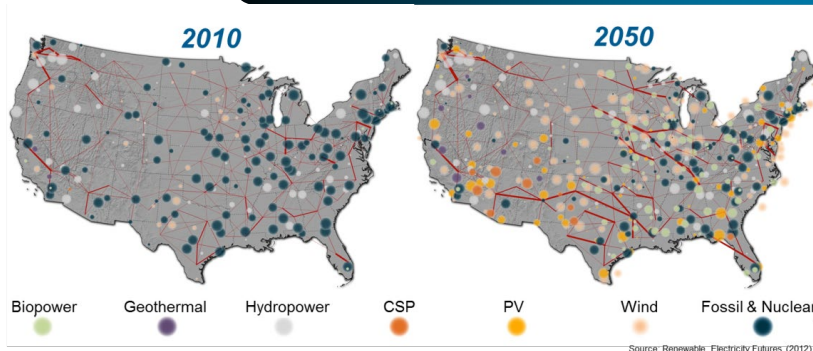 2010 2050
Biopower Geothermal Hydropower CSP PV Wind Fossil & Nuclear
Source: Renewable Electricity Futures (2012)